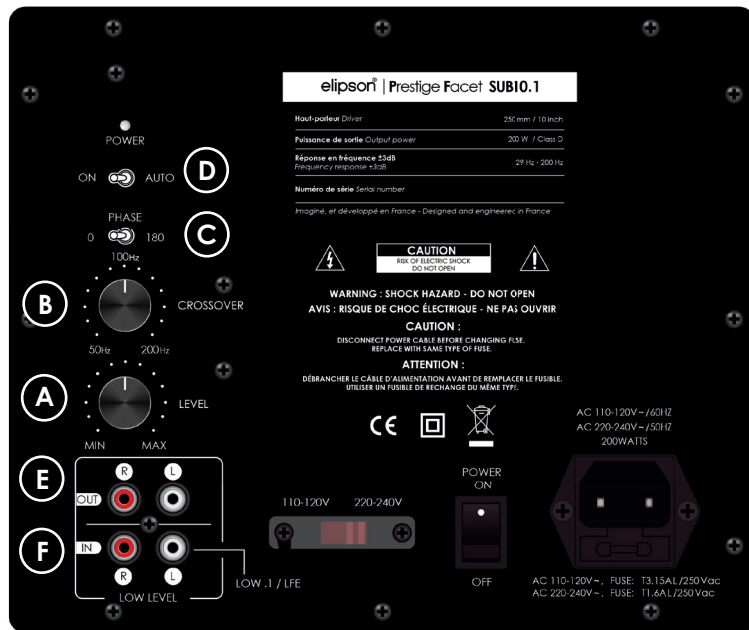 elipson® | Prestige Facet SUB10.1
Haut-parleur Driver 250 mm / 10 inch
Puissance de sortie Output power 200 W / Class D
Réponse en fréquence ±3dB
Frequency response ±3dB 29 Hz - 200 Hz
Numéro de série Serial number
Imaginé, et développé en France - Designed and engineered in France
POWER
ON AUTO D
PHASE
0 180 C
100Hz
B CROSSOVER
50Hz 200Hz
A LEVEL
MIN MAX
CAUTION
RISK OF ELECTRIC SHOCK
DO NOT OPEN
WARNING : SHOCK HAZARD - DO NOT OPEN
AVIS : RISQUE DE CHOC ÉLECTRIQUE - NE PAS OUVRIR
CAUTION :
DISCONNECT POWER CABLE BEFORE CHANGING FUSE.
REPLACE WITH SAME TYPE OF FUSE.
ATTENTION :
DÉBRANCHER LE CÂBLE D'ALIMENTATION AVANT DE REMPLACER LE FUSIBLE.
UTILISER UN FUSIBLE DE RECHANGE DU MÊME TYPE.
CE
E R L
OUT
F IN
R L
LOW .1 / LFE
LOW LEVEL
110-120V 220-240V
POWER
ON
OFF
AC 110-120V~/60HZ
AC 220-240V~/50HZ
200WATTS
AC 110-120V~, FUSE: T3.15AL/250Vac
AC 220-240V~, FUSE: T1.6AL/250Vac